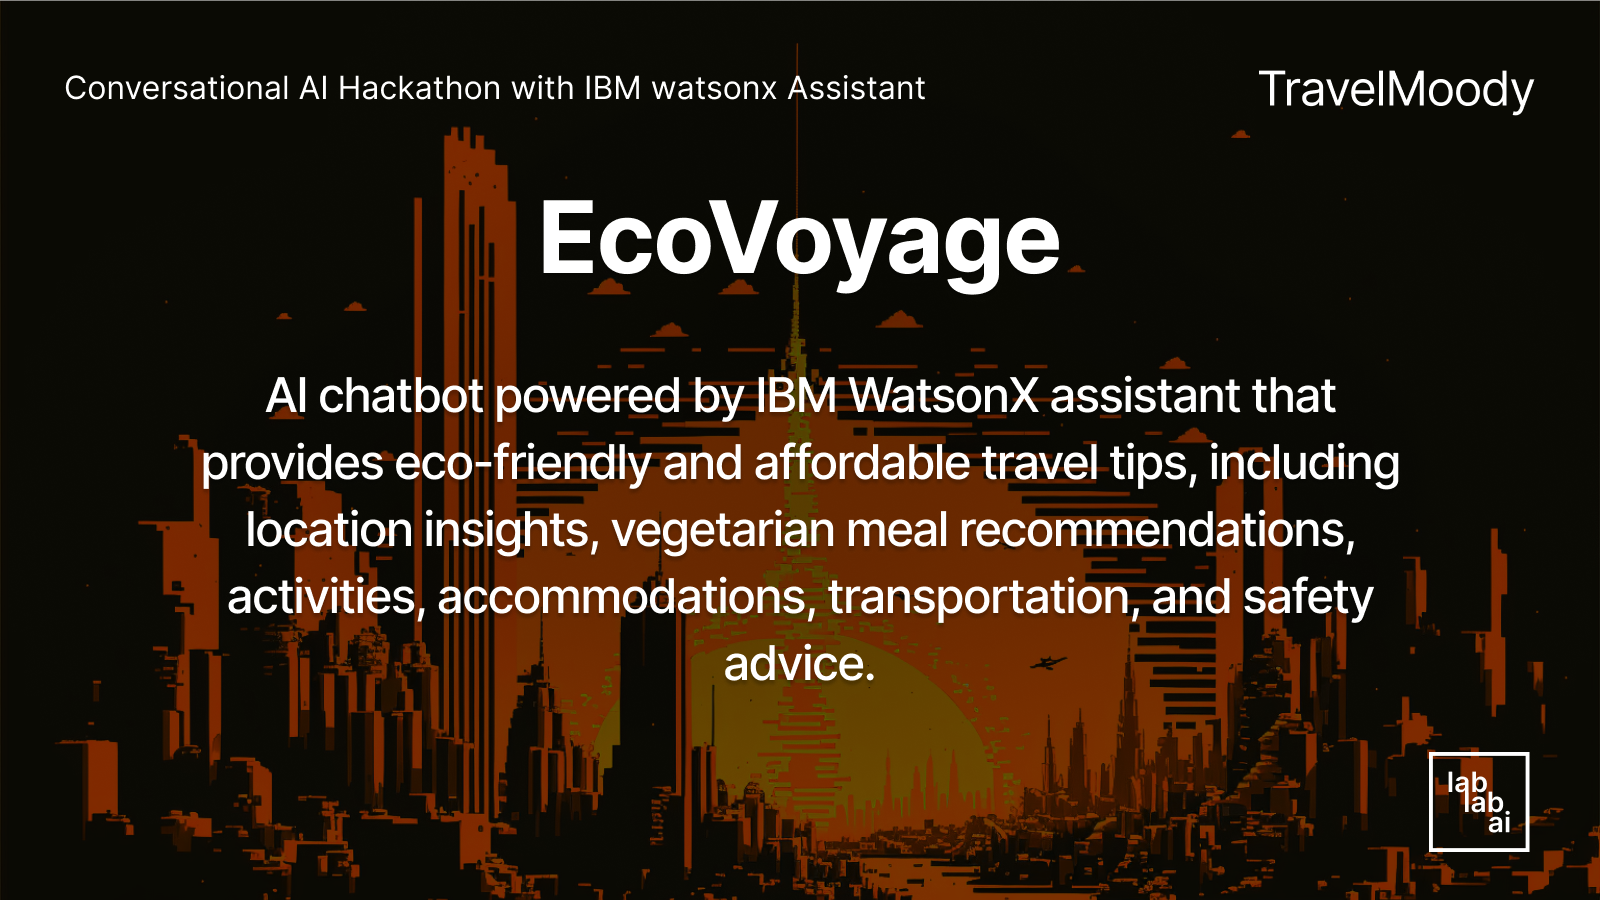 Conversational AI Hackathon with IBM watsonx Assistant
TravelMoody
EcoVoyage
AI chatbot powered by IBM WatsonX assistant that
provides eco-friendly and affordable travel tips, including
location insights, vegetarian meal recommendations,
activities, accommodations, transportation, and safety
advice.
lab
lab
ai